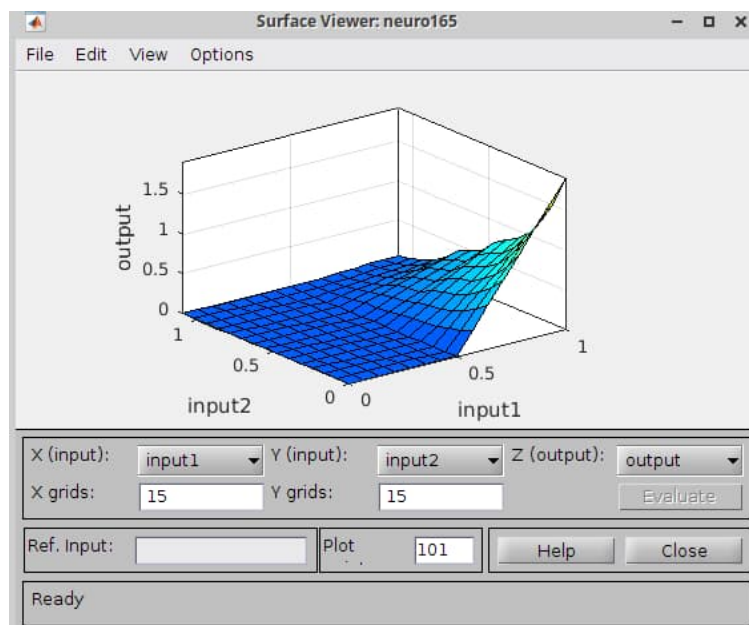 Surface Viewer: neuro165
File Edit View Options
1.5
1
0.5
0
output
1
0.5
0
input2
0
0.5
1
input1
X (input): input1 Y (input): input2 Z (output): output
X grids: 15 Y grids: 15 Evaluate
Ref. Input: Plot 101 Help Close
Ready